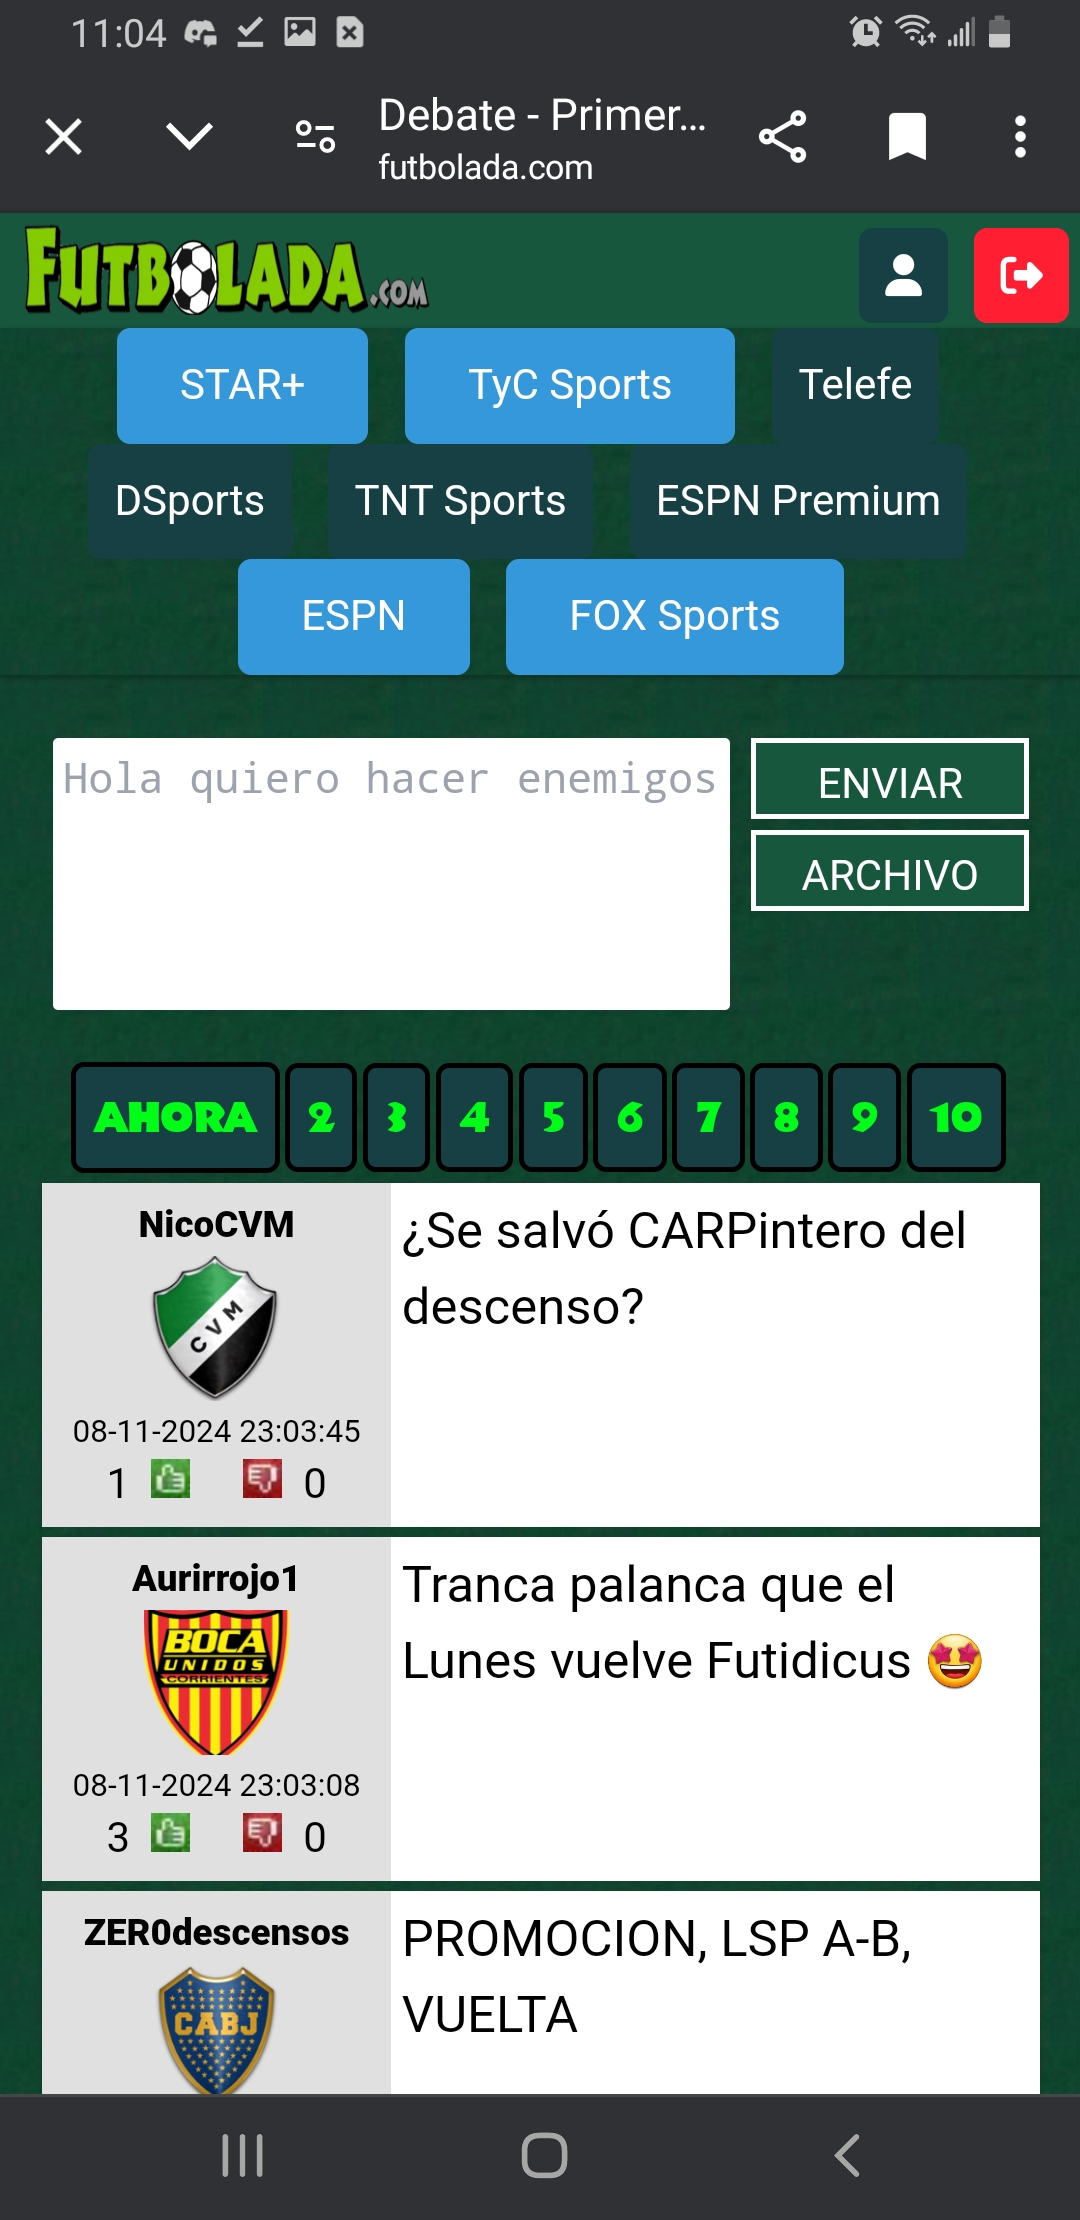 11:04
Debate - Primer...
futbolada.com
FUTBOLADA.COM
STAR+ TyC Sports Telefe
DSports TNT Sports ESPN Premium
ESPN FOX Sports
Hola quiero hacer enemigos
ENVIAR
ARCHIVO
AHORA 2 3 4 5 6 7 8 9 10
NicoCVM
CVM
08-11-2024 23:03:45
1 0
¿Se salvó CARPintero del
descenso?
Aurirrojo1
BOCA
UNIDOS
CORRIENTES
08-11-2024 23:03:08
3 0
Tranca palanca que el
Lunes vuelve Futidicus 🤩
ZER0descensos
CABJ
PROMOCION, LSP A-B,
VUELTA